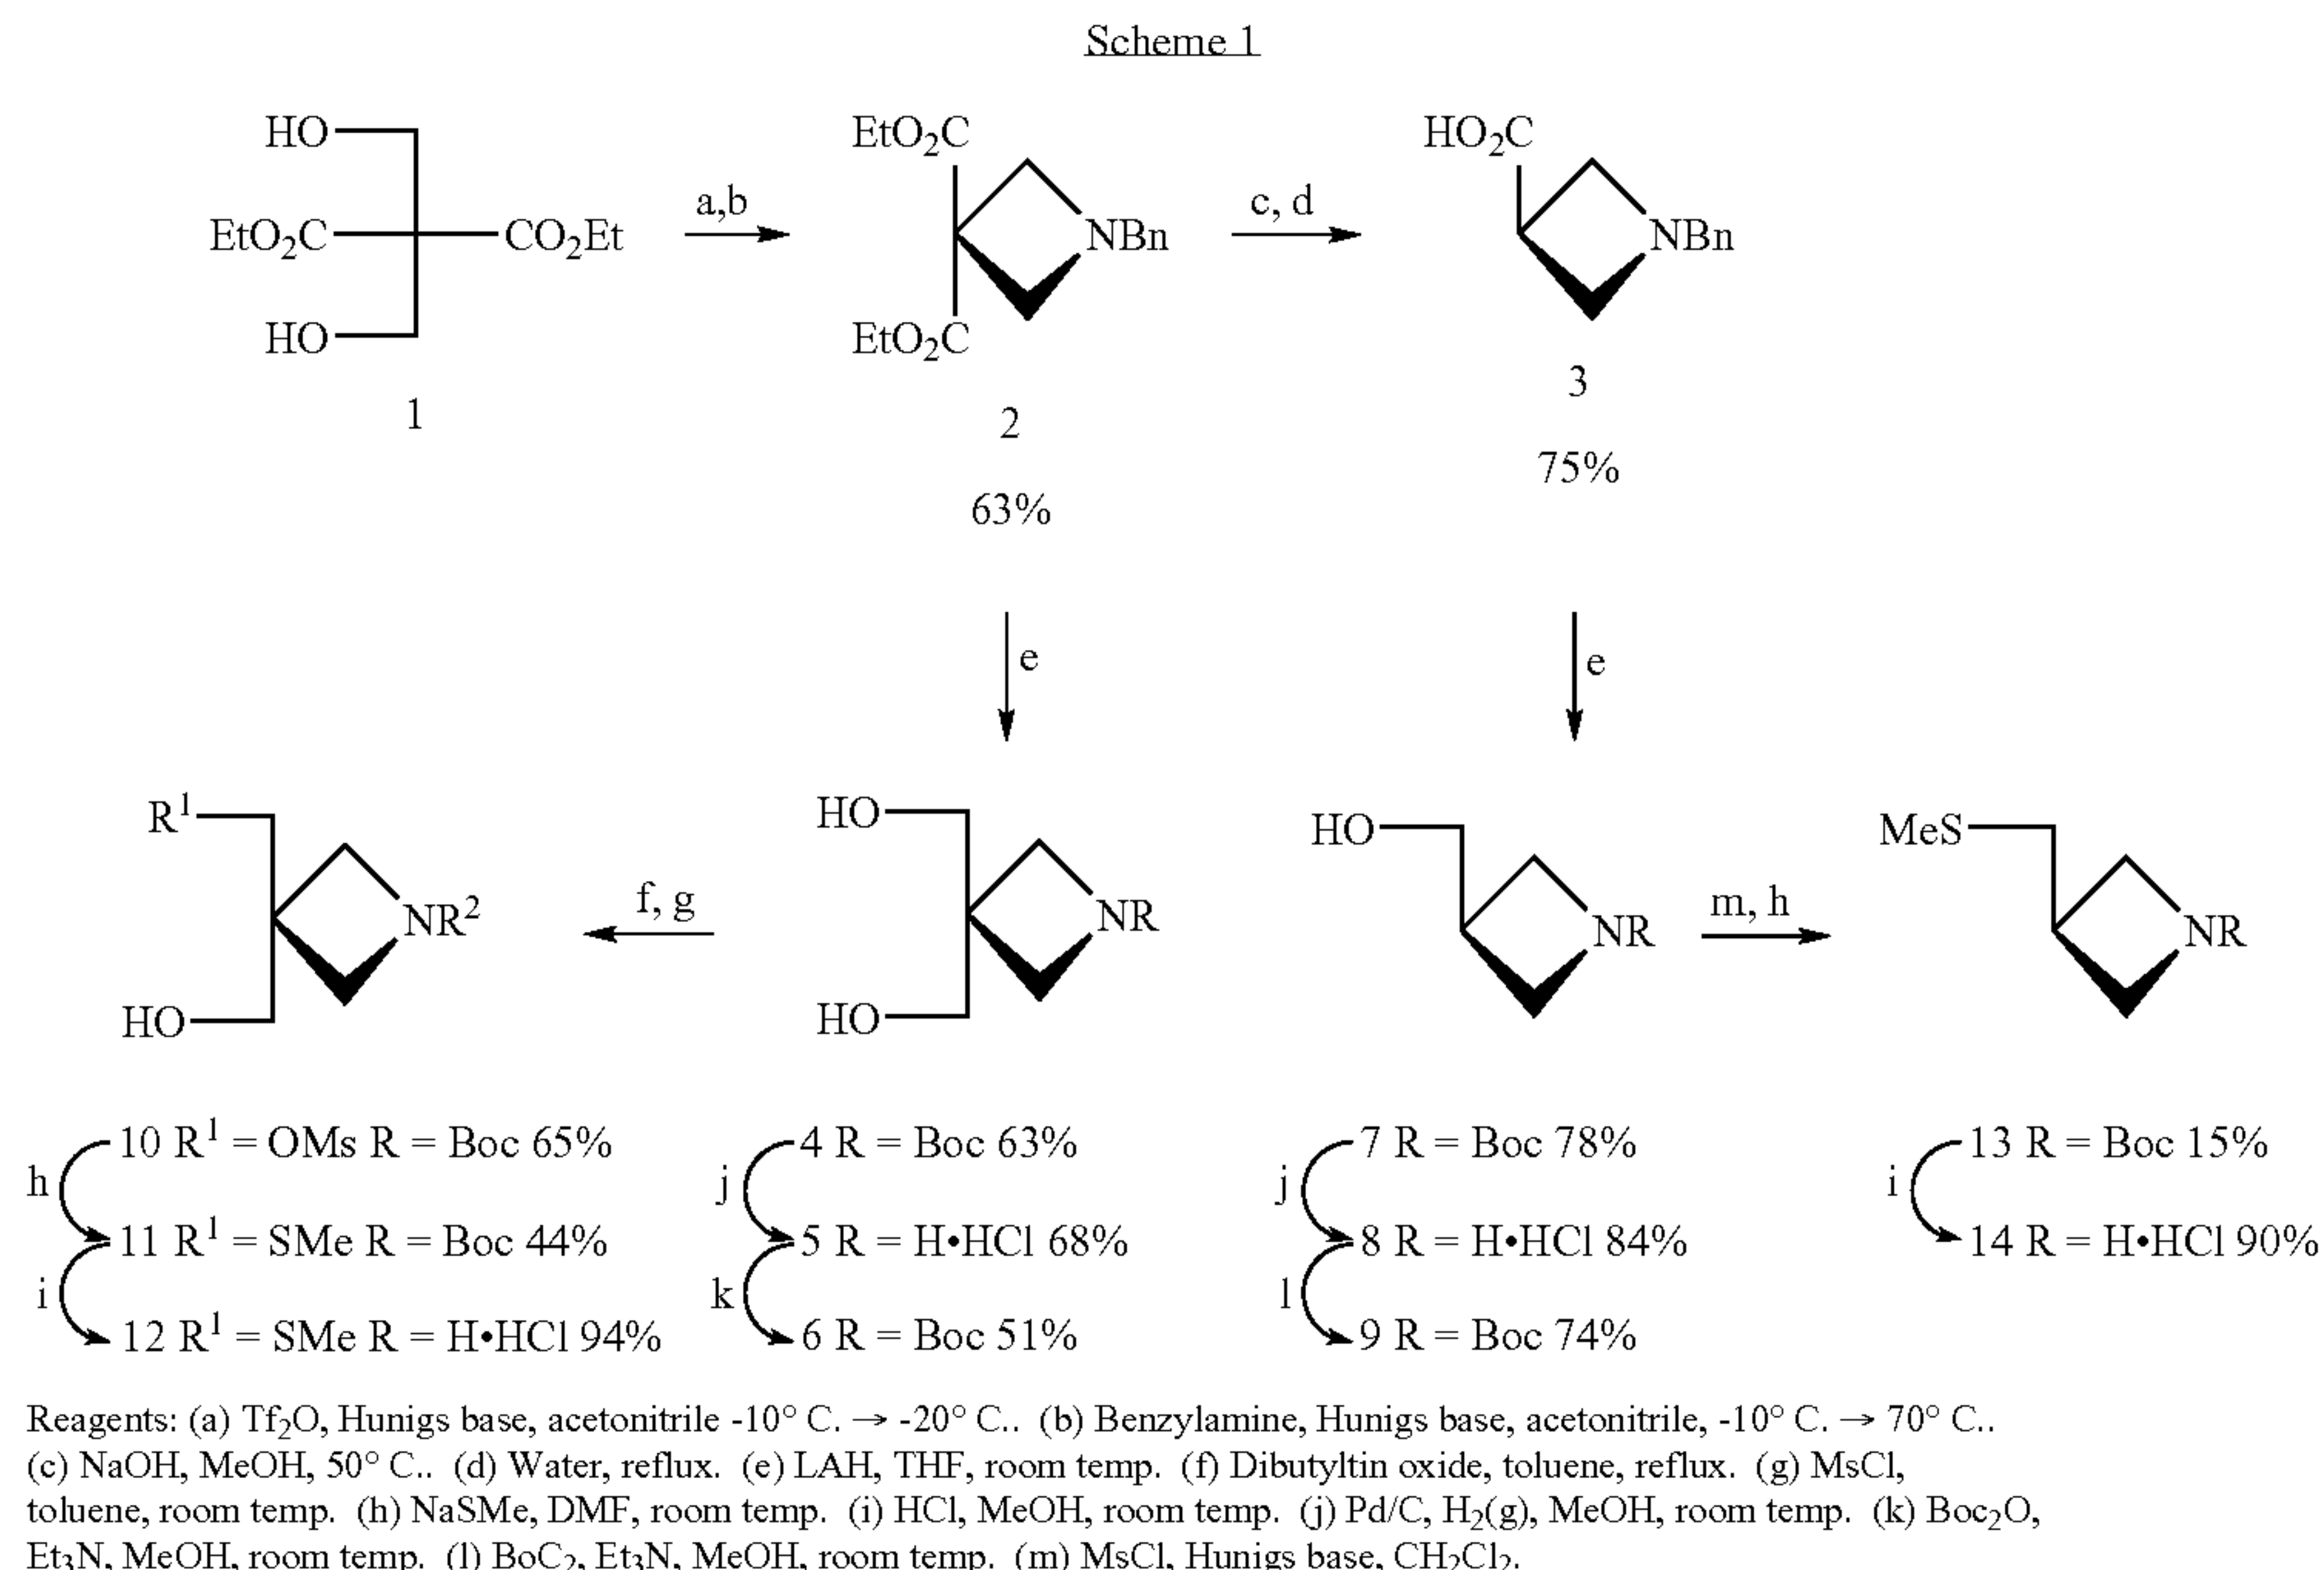 Scheme 1
HO
EtO₂C CO₂Et
HO
1
a,b
EtO₂C
NBn
EtO₂C
2
63%
c, d
HO₂C
NBn
3
75%
e
e
R¹
NR²
HO
f, g
HO
NR
HO
HO
NR
m, h
MeS
NR
10 R¹ = OMs R = Boc 65%
h
11 R¹ = SMe R = Boc 44%
i
12 R¹ = SMe R = H•HCl 94%
4 R = Boc 63%
j
5 R = H•HCl 68%
k
6 R = Boc 51%
7 R = Boc 78%
j
8 R = H•HCl 84%
l
9 R = Boc 74%
13 R = Boc 15%
i
14 R = H•HCl 90%
Reagents: (a) Tf₂O, Hunigs base, acetonitrile -10° C. → -20° C.. (b) Benzylamine, Hunigs base, acetonitrile, -10° C. → 70° C..
(c) NaOH, MeOH, 50° C.. (d) Water, reflux. (e) LAH, THF, room temp. (f) Dibutyltin oxide, toluene, reflux. (g) MsCl,
toluene, room temp. (h) NaSMe, DMF, room temp. (i) HCl, MeOH, room temp. (j) Pd/C, H₂(g), MeOH, room temp. (k) Boc₂O,
Et₃N, MeOH, room temp. (l) BoC₂, Et₃N, MeOH, room temp. (m) MsCl, Hunigs base, CH₂Cl₂.